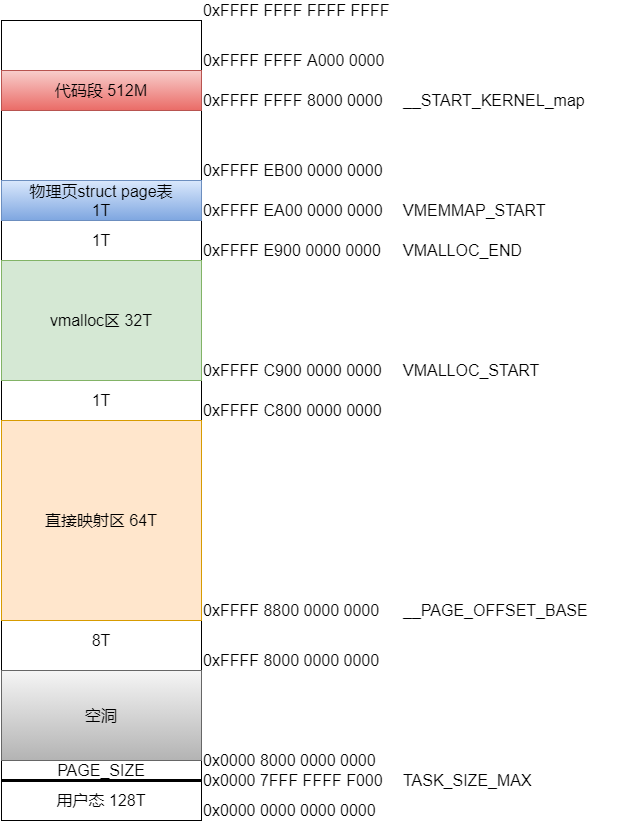 0xFFFF FFFF FFFF FFFF
0xFFFF FFFF A000 0000
代码段 512M
0xFFFF FFFF 8000 0000 __START_KERNEL_map
0xFFFF EB00 0000 0000
物理页struct page表
1T
0xFFFF EA00 0000 0000 VMEMMAP_START
1T
0xFFFF E900 0000 0000 VMALLOC_END
vmalloc区 32T
0xFFFF C900 0000 0000 VMALLOC_START
1T
0xFFFF C800 0000 0000
直接映射区 64T
0xFFFF 8800 0000 0000 __PAGE_OFFSET_BASE
8T
0xFFFF 8000 0000 0000
空洞
0x0000 8000 0000 0000
PAGE_SIZE
0x0000 7FFF FFFF F000 TASK_SIZE_MAX
用户态 128T
0x0000 0000 0000 0000